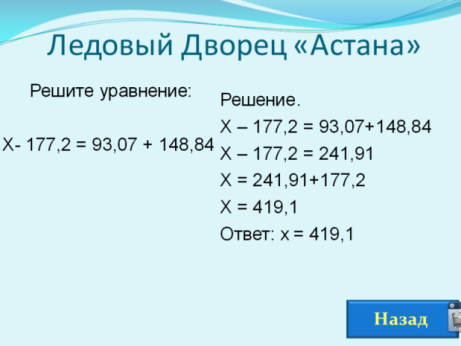 Ледовый Дворец «Астана»
Решите уравнение:
Х- 177,2 = 93,07 + 148,84
Решение.
Х – 177,2 = 93,07+148,84
Х – 177,2 = 241,91
Х = 241,91+177,2
Х = 419,1
Ответ: х = 419,1
Назад